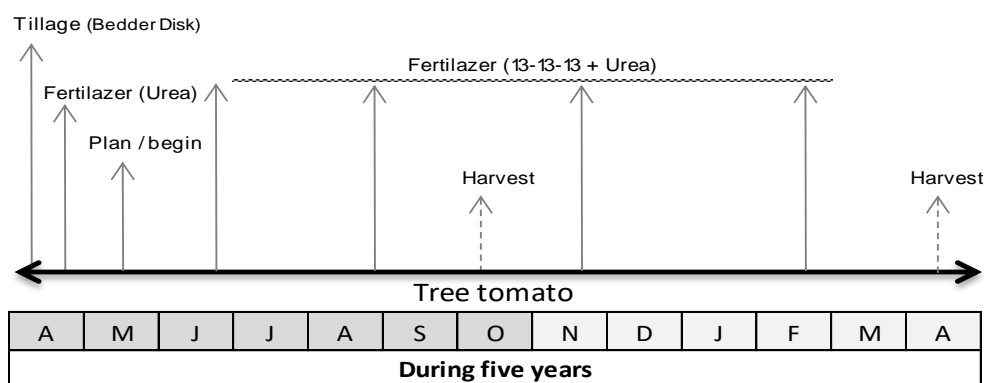 Tillage (Bedder Disk)
Fertilazer (13-13-13 + Urea)
Fertilazer (Urea)
Plan / begin
Harvest
Harvest
Tree tomato
A M J J A S O N D J F M A
During five years